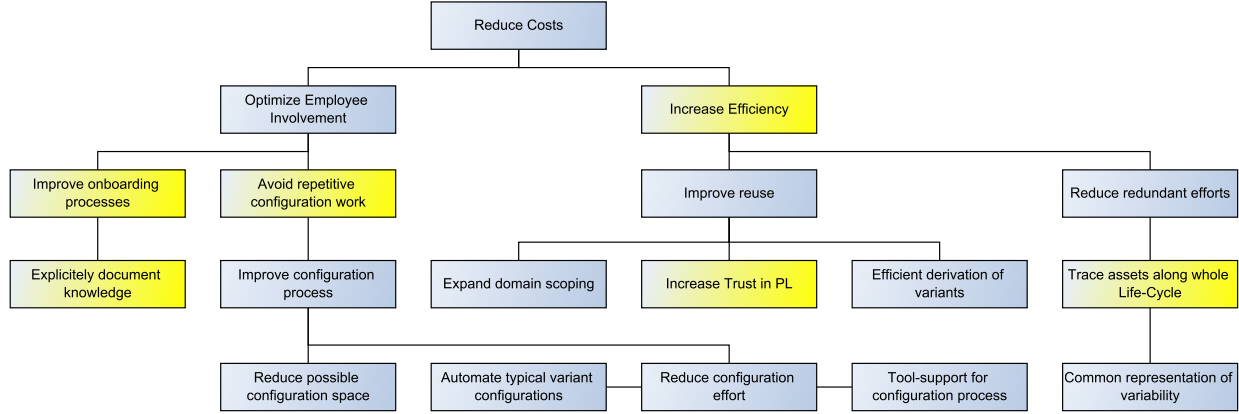 Reduce Costs
Optimize Employee
Involvement
Increase Efficiency
Improve onboarding
processes
Avoid repetitive
configuration work
Improve reuse
Reduce redundant efforts
Explicitely document
knowledge
Improve configuration
process
Expand domain scoping
Increase Trust in PL
Efficient derivation of
variants
Trace assets along whole
Life-Cycle
Reduce possible
configuration space
Automate typical variant
configurations
Reduce configuration
effort
Tool-support for
configuration process
Common representation of
variability